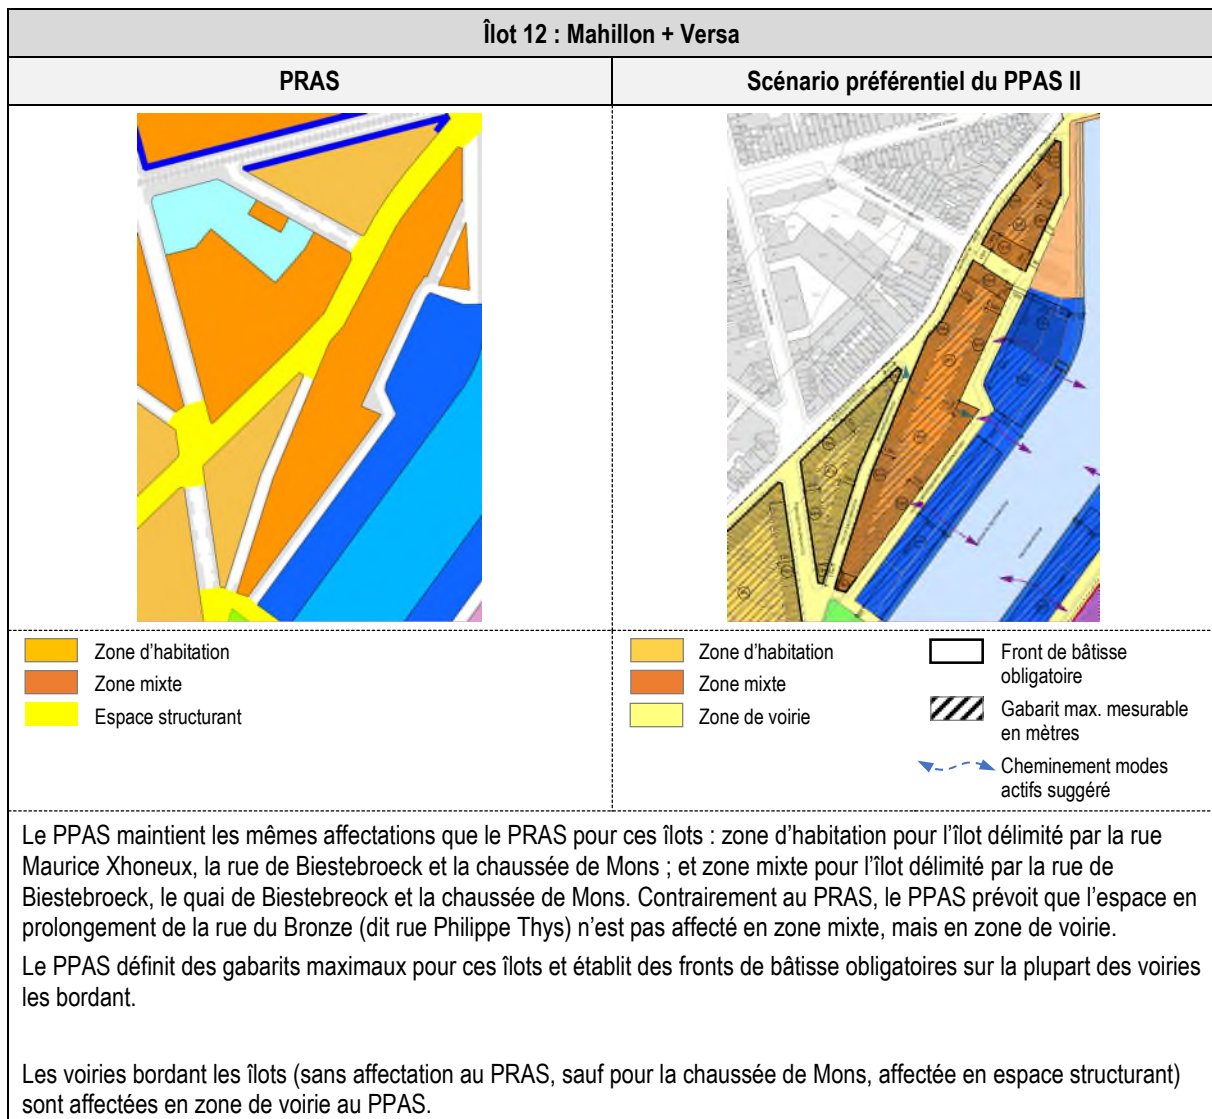 Îlot 12 : Mahillon + Versa
PRAS
Scénario préférentiel du PPAS II
Zone d'habitation
Zone mixte
Espace structurant
Zone d'habitation
Zone mixte
Zone de voirie
Front de bâtisse
obligatoire
Gabarit max. mesurable
en mètres
Cheminement modes
actifs suggéré
Le PPAS maintient les mêmes affectations que le PRAS pour ces îlots : zone d'habitation pour l'îlot délimité par la rue
Maurice Xhoneux, la rue de Biestebroeck et la chaussée de Mons ; et zone mixte pour l'îlot délimité par la rue de
Biestebroeck, le quai de Biestebreock et la chaussée de Mons. Contrairement au PRAS, le PPAS prévoit que l'espace en
prolongement de la rue du Bronze (dit rue Philippe Thys) n'est pas affecté en zone mixte, mais en zone de voirie.
Le PPAS définit des gabarits maximaux pour ces îlots et établit des fronts de bâtisse obligatoires sur la plupart des voiries
les bordant.
Les voiries bordant les îlots (sans affectation au PRAS, sauf pour la chaussée de Mons, affectée en espace structurant)
sont affectées en zone de voirie au PPAS.